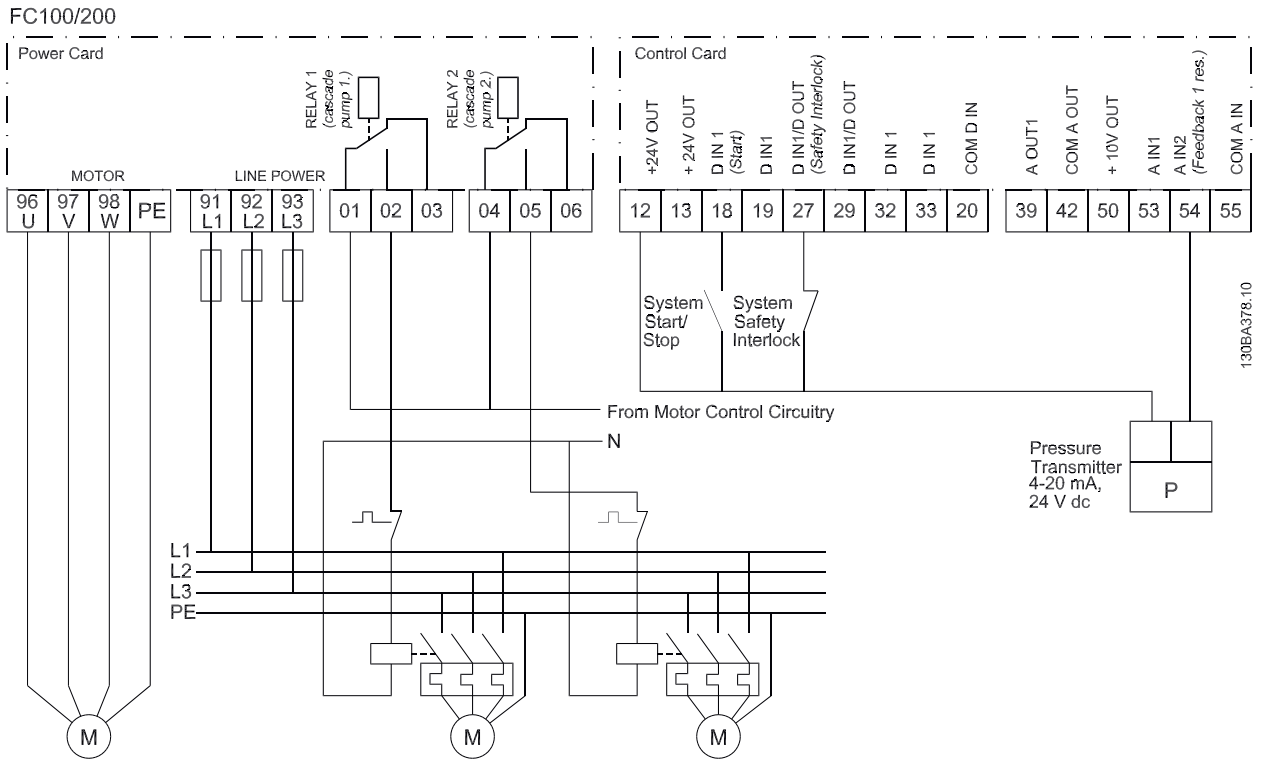 FC100/200
Power Card
Control Card
RELAY 1
(cascade
pump 1.)
RELAY 2
(cascade
pump 2.)
+24V OUT
+ 24V OUT
D IN 1
(Start)
D IN1
D IN1/D OUT
(Safety Interlock)
D IN1/D OUT
D IN 1
D IN 1
COM D IN
A OUT1
COM A OUT
+ 10V OUT
A IN1
A IN2
(Feedback 1 res.)
COM A IN
MOTOR
LINE POWER
96 97 98 PE
U V W
91 92 93
L1 L2 L3
01 02 03
04 05 06
12 13 18 19 27 29 32 33 20
39 42 50 53 54 55
System
Start/
Stop
System
Safety
Interlock
130BA378.10
From Motor Control Circuitry
N
Pressure
Transmitter
4-20 mA,
24 V dc
P
L1
L2
L3
PE
M
M
M